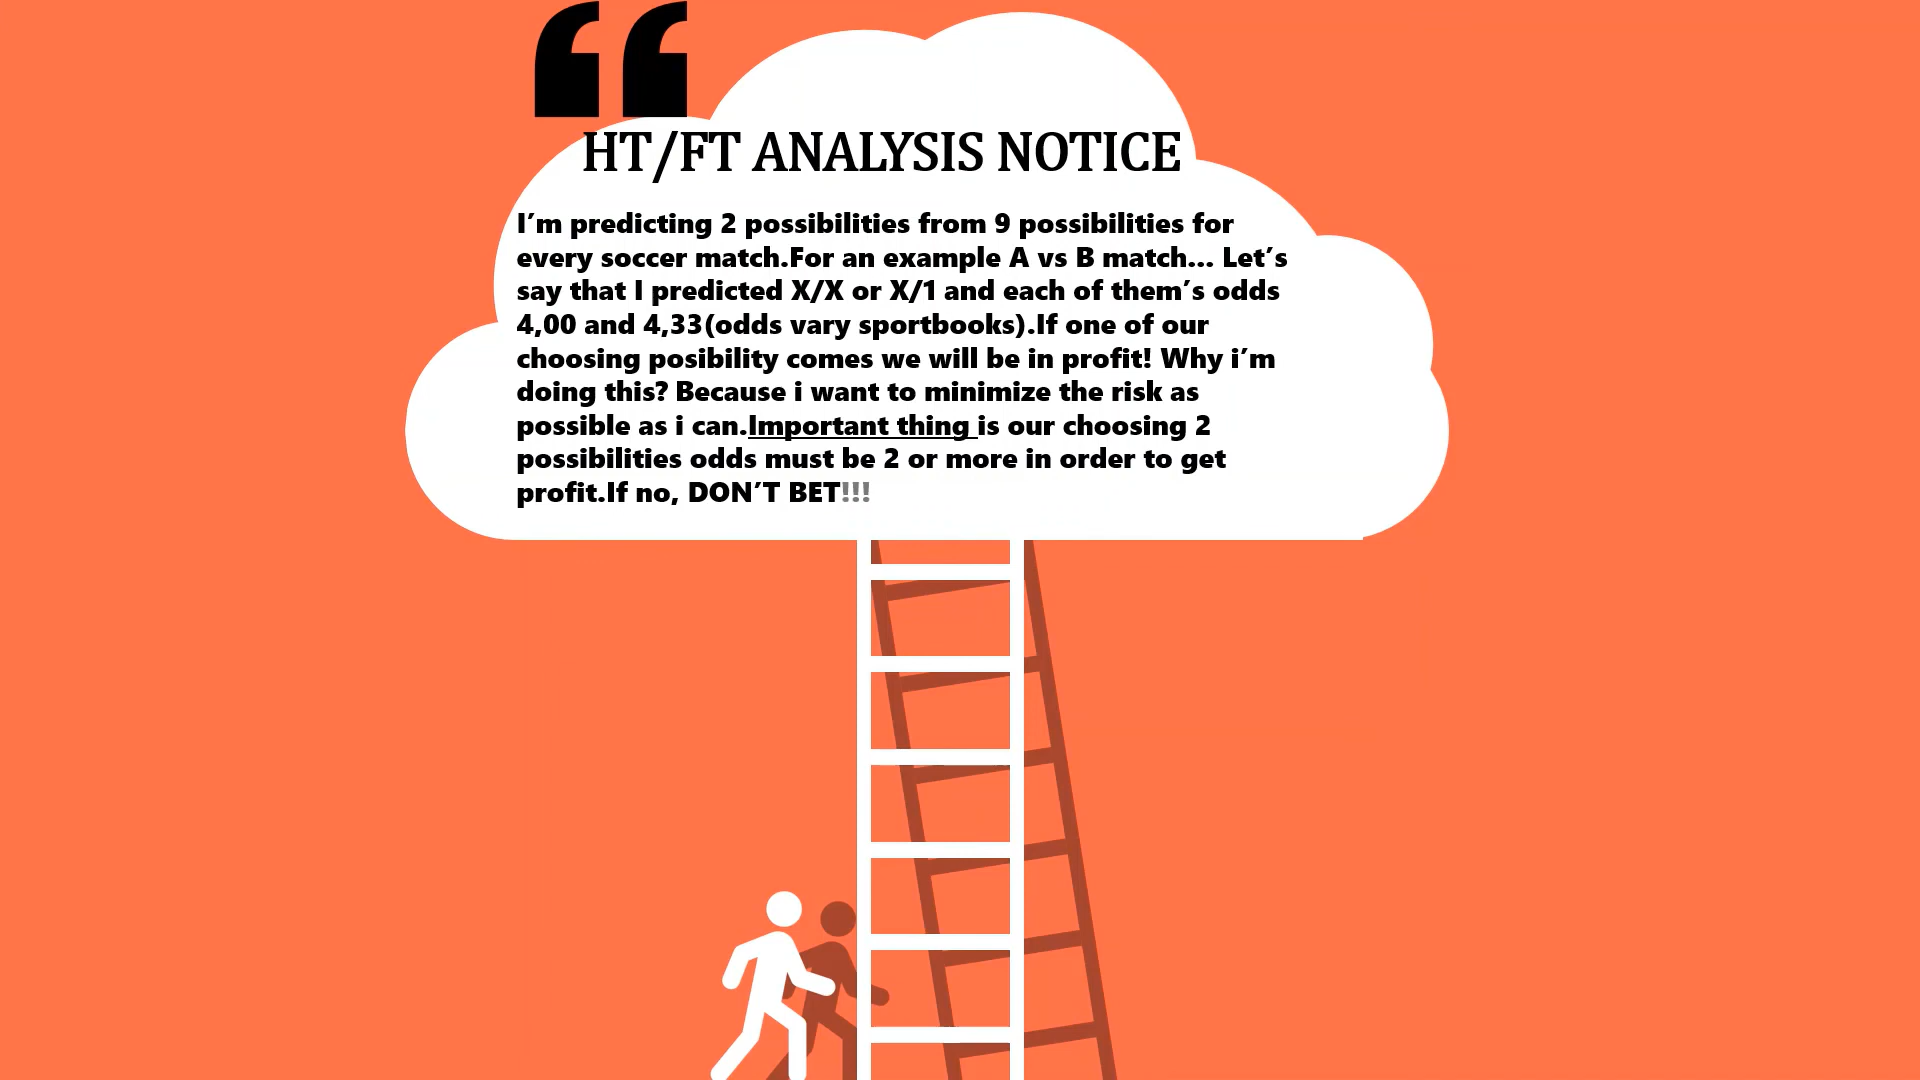 “
HT/FT ANALYSIS NOTICE
I’m predicting 2 possibilities from 9 possibilities for
every soccer match.For an example A vs B match... Let’s
say that I predicted X/X or X/1 and each of them’s odds
4,00 and 4,33(odds vary sportbooks).If one of our
choosing posibility comes we will be in profit! Why i’m
doing this? Because i want to minimize the risk as
possible as i can.Important thing is our choosing 2
possibilities odds must be 2 or more in order to get
profit.If no, DON’T BET!!!